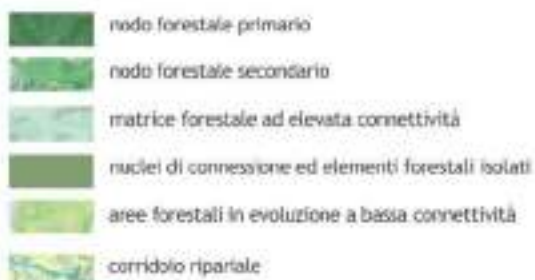 nodo forestale primario
nodo forestale secondario
matrice forestale ad elevata connettività
nuclei di connessione ed elementi forestali isolati
aree forestali in evoluzione a bassa connettività
corridoio ripariale